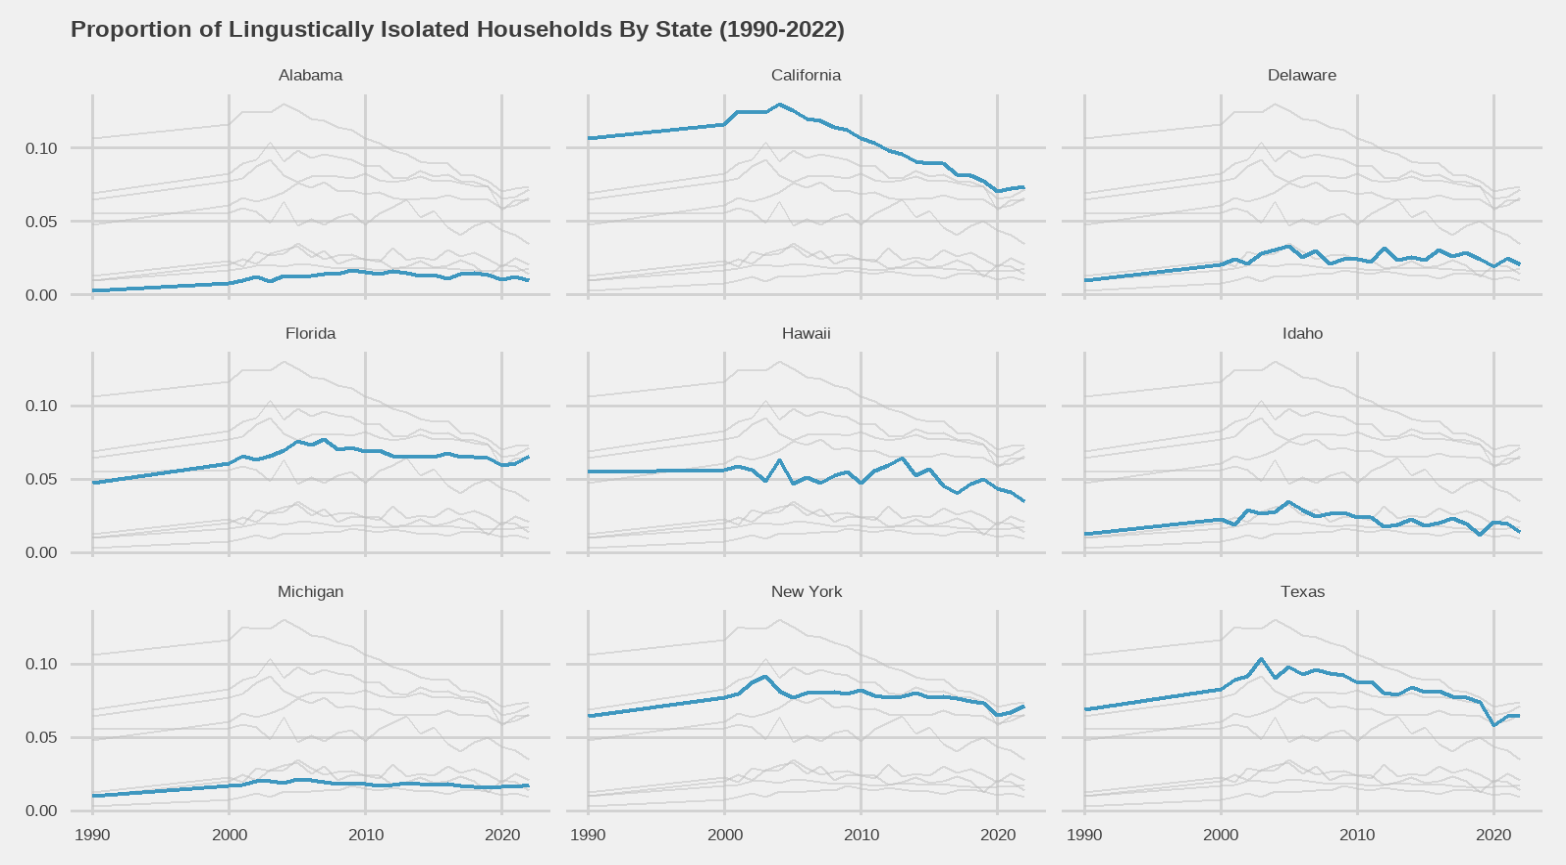 Proportion of Lingustically Isolated Households By State (1990-2022)
Alabama California Delaware
0.10
0.05
0.00
Florida Hawaii Idaho
0.10
0.05
0.00
Michigan New York Texas
0.10
0.05
0.00
1990 2000 2010 2020 1990 2000 2010 2020 1990 2000 2010 2020